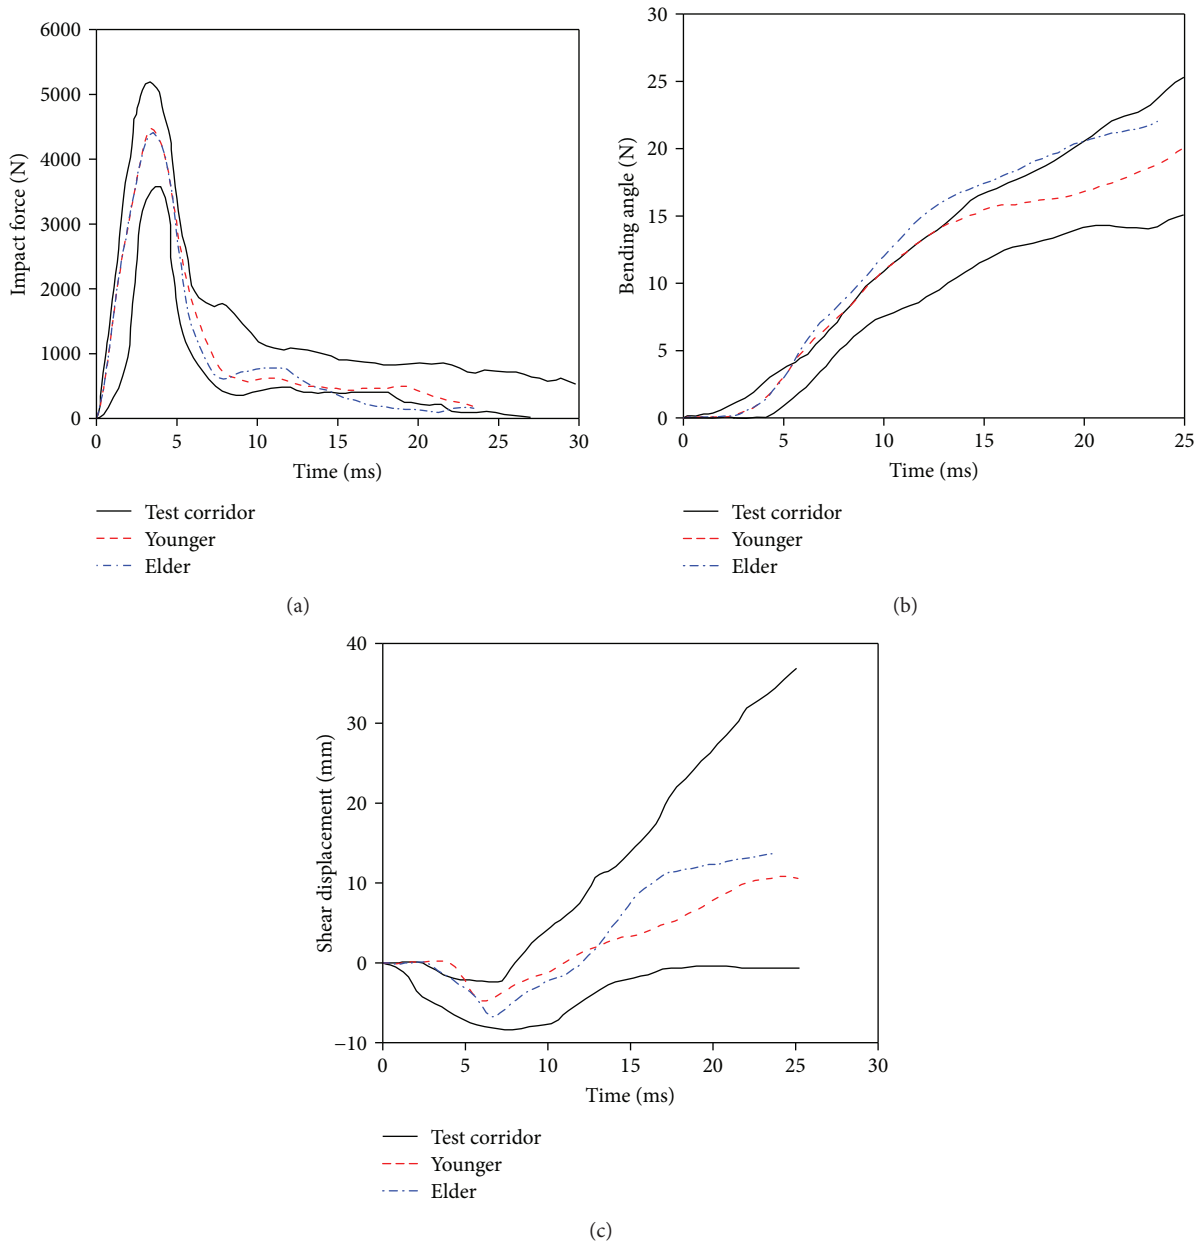 6000
5000
4000
3000
2000
1000
0
Impact force (N)
0 5 10 15 20 25 30
Time (ms)
Test corridor
Younger
Elder
(a)
30
25
20
15
10
5
0
Bending angle (N)
0 5 10 15 20 25
Time (ms)
Test corridor
Younger
Elder
(b)
40
30
20
10
0
−10
Shear displacement (mm)
0 5 10 15 20 25 30
Time (ms)
Test corridor
Younger
Elder
(c)